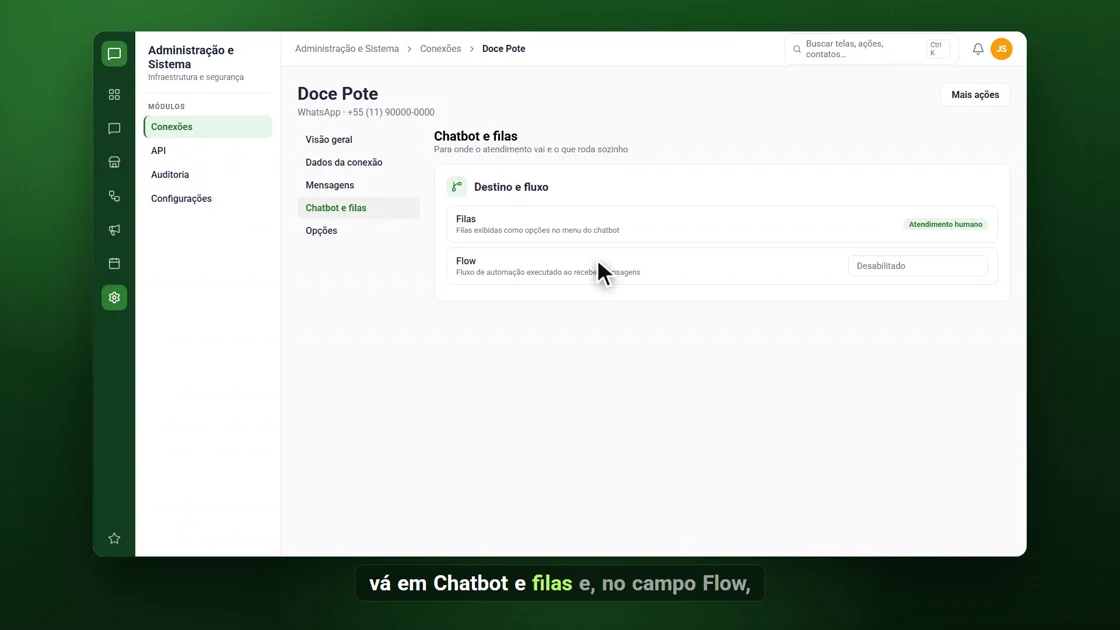 Administração e
Sistema
Infraestrutura e segurança
MÓDULOS
Conexões
API
Auditoria
Configurações
Administração e Sistema > Conexões > Doce Pote
Buscar telas, ações,
contatos...
Ctrl
K
JS
Doce Pote
WhatsApp · +55 (11) 90000-0000
Mais ações
Visão geral
Dados da conexão
Mensagens
Chatbot e filas
Opções
Chatbot e filas
Para onde o atendimento vai e o que roda sozinho
Destino e fluxo
Filas
Filas exibidas como opções no menu do chatbot
Atendimento humano
Flow
Fluxo de automação executado ao receber mensagens
Desabilitado
vá em Chatbot e filas e, no campo Flow,